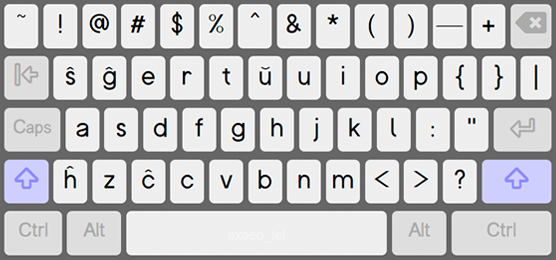 ~ ! @ # $ % ^ & * ( ) — +
ŝ ĝ e r t ŭ u i o p { } |
Caps a s d f g h j k l : "
ĥ z ĉ c v b n m < > ?
Ctrl Alt Alt Ctrl